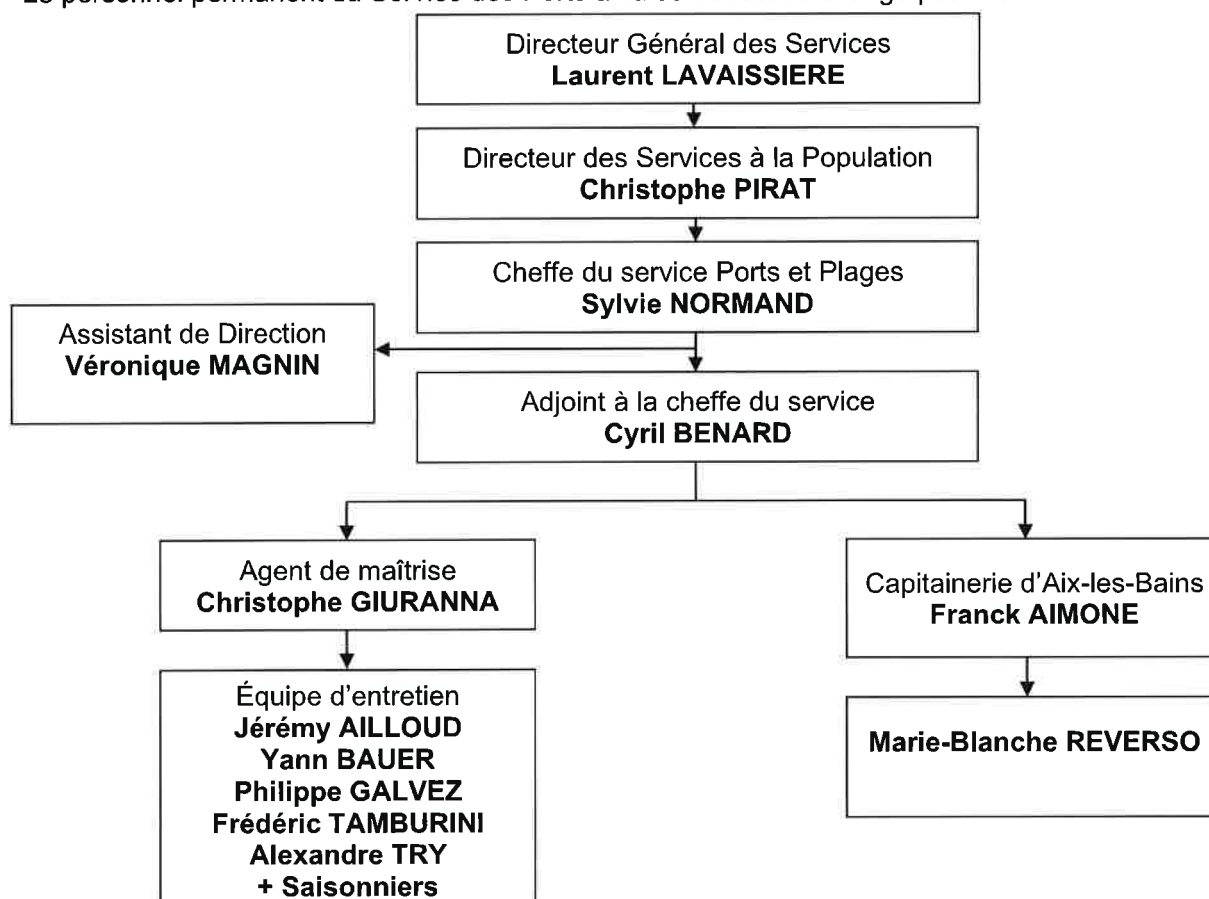 Directeur Général des Services
Laurent LAVAISSIERE
Directeur des Services à la Population
Christophe PIRAT
Cheffe du service Ports et Plages
Sylvie NORMAND
Assistant de Direction
Véronique MAGNIN
Adjoint à la cheffe du service
Cyril BENARD
Agent de maîtrise
Christophe GIURANNA
Capitainerie d'Aix-les-Bains
Franck AIMONE
Équipe d'entretien
Jérémy AILLOUD
Yann BAUER
Philippe GALVEZ
Frédéric TAMBURINI
Alexandre TRY
+ Saisonniers
Marie-Blanche REVERSO